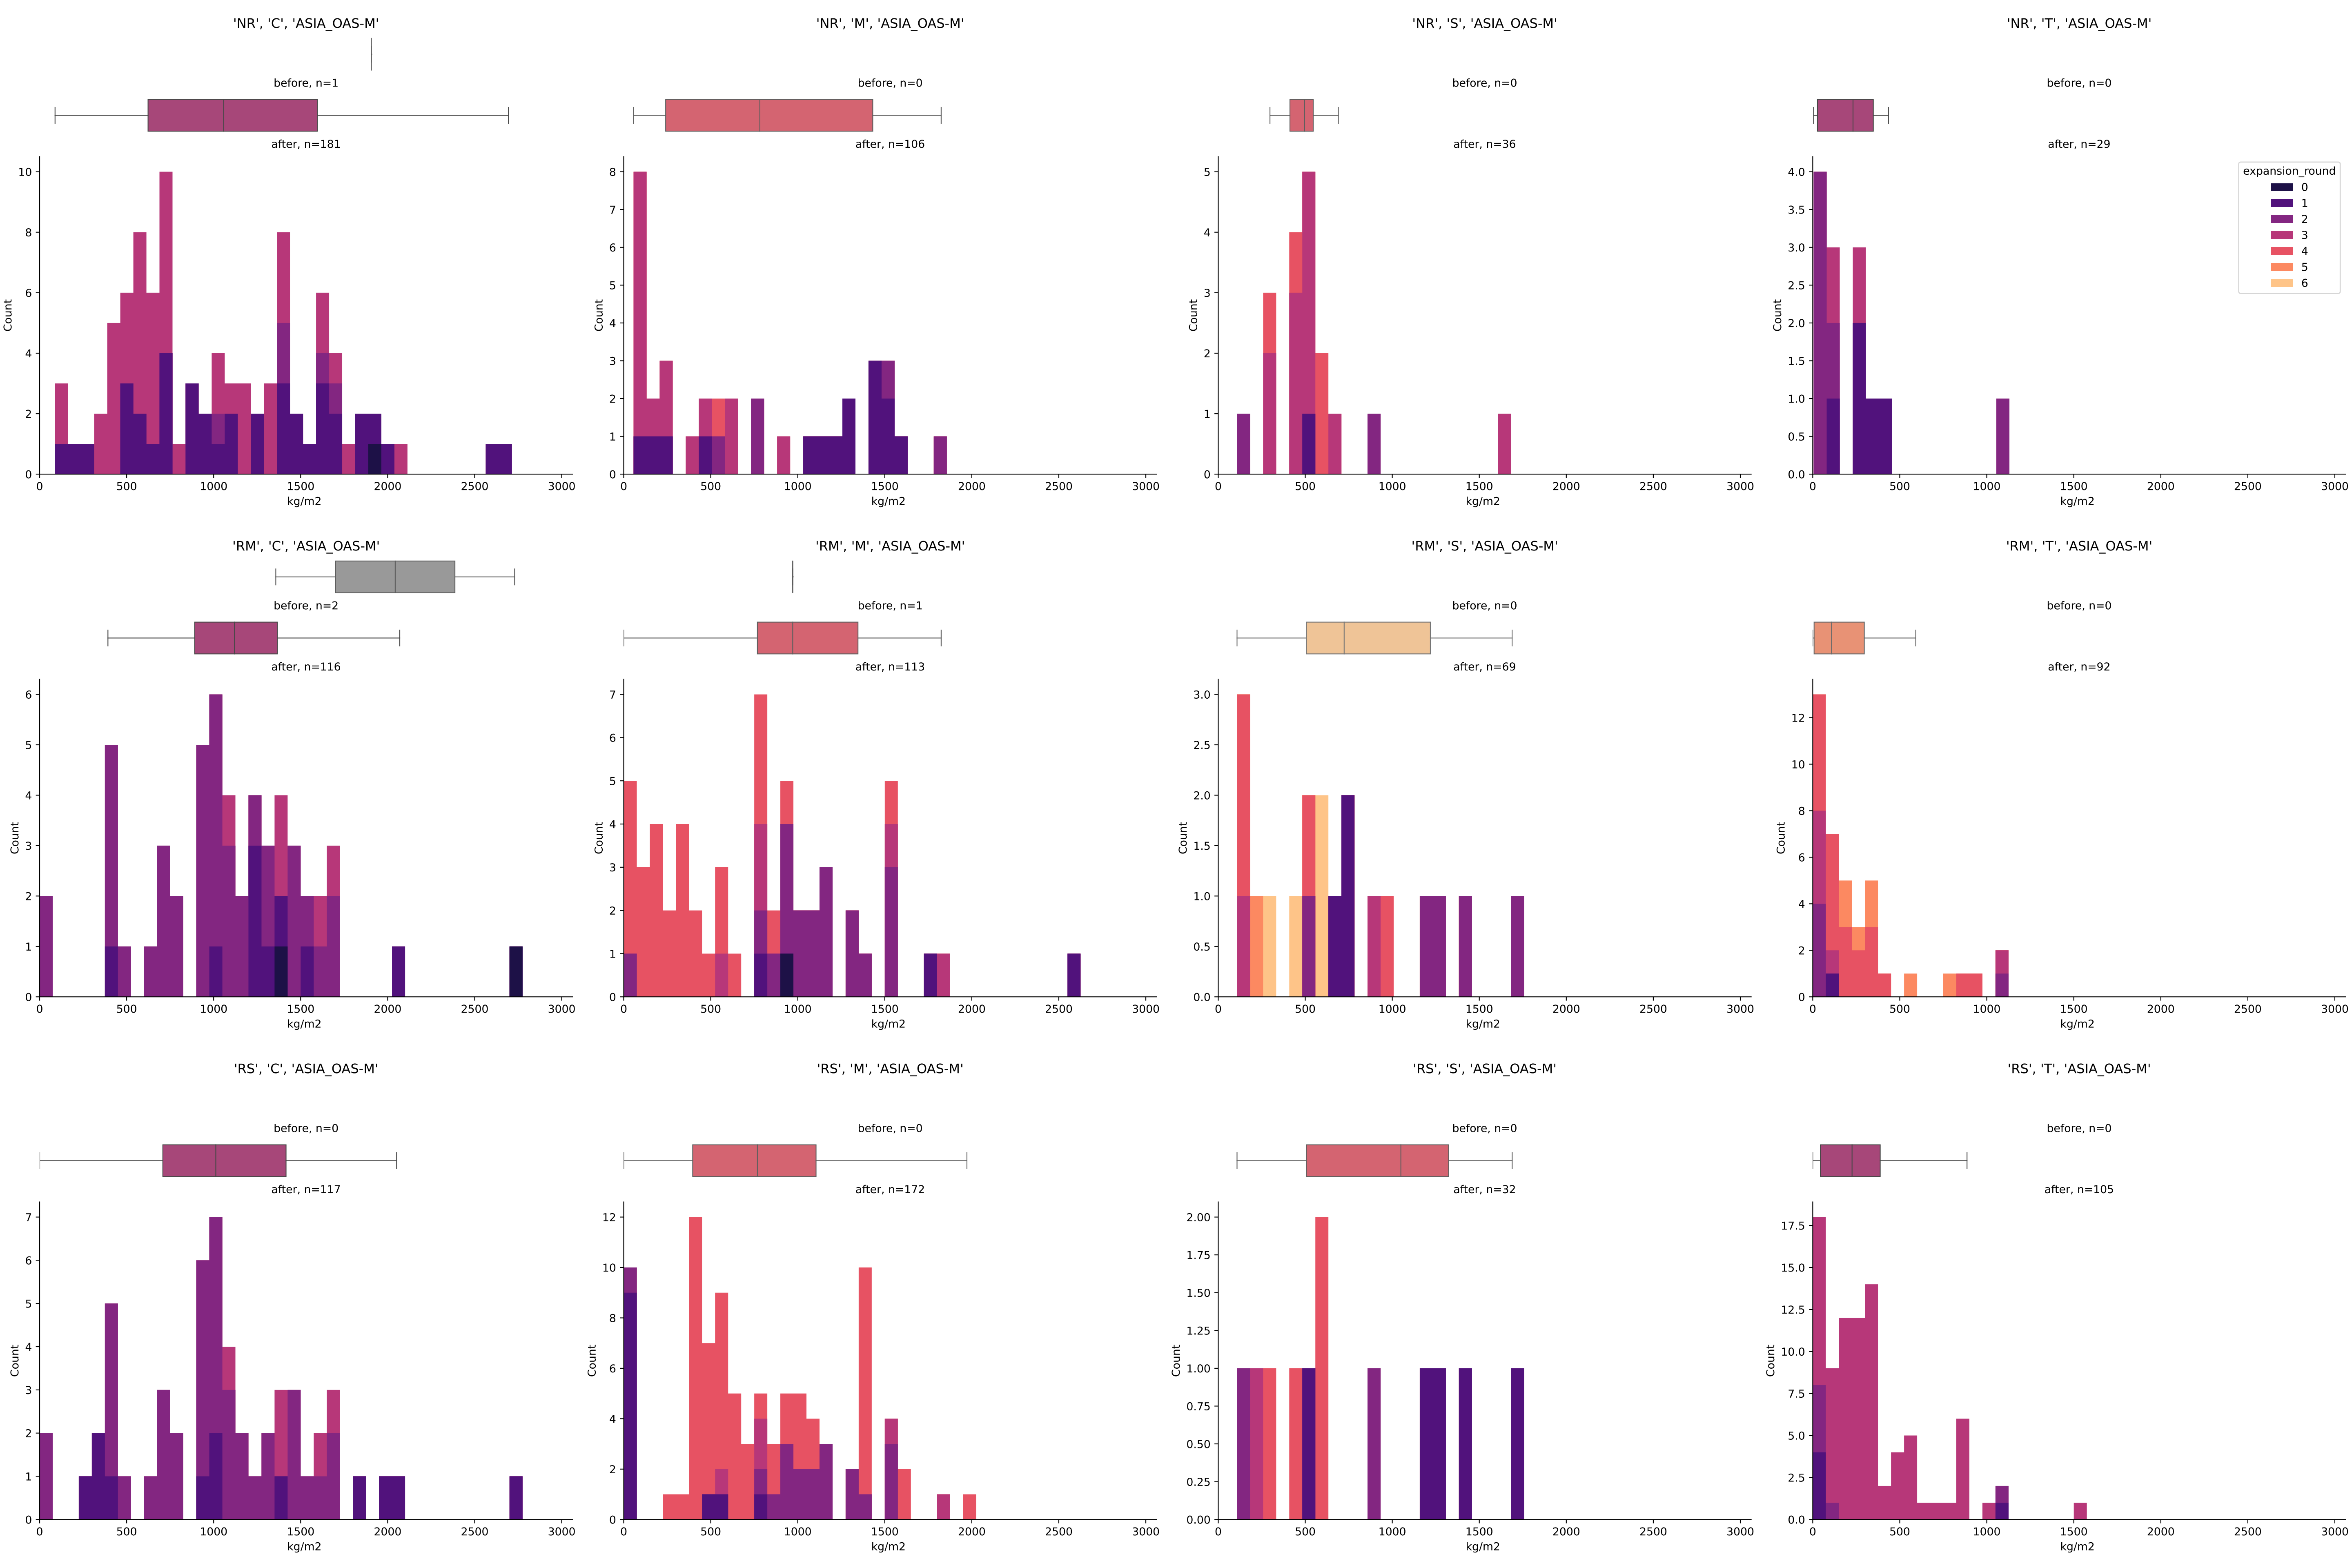 'NR', 'C', 'ASIA_OAS-M'
before, n=1
after, n=181
10
8
6
4
2
0
Count
0 500 1000 1500 2000 2500 3000
kg/m2
'NR', 'M', 'ASIA_OAS-M'
before, n=0
after, n=106
8
7
6
5
4
3
2
1
0
Count
0 500 1000 1500 2000 2500 3000
kg/m2
'NR', 'S', 'ASIA_OAS-M'
before, n=0
after, n=36
5
4
3
2
1
0
Count
0 500 1000 1500 2000 2500 3000
kg/m2
'NR', 'T', 'ASIA_OAS-M'
before, n=0
after, n=29
4.0
3.5
3.0
2.5
2.0
1.5
1.0
0.5
0.0
Count
expansion_round
0
1
2
3
4
5
6
0 500 1000 1500 2000 2500 3000
kg/m2
'RM', 'C', 'ASIA_OAS-M'
before, n=2
after, n=116
6
5
4
3
2
1
0
Count
0 500 1000 1500 2000 2500 3000
kg/m2
'RM', 'M', 'ASIA_OAS-M'
before, n=1
after, n=113
7
6
5
4
3
2
1
0
Count
0 500 1000 1500 2000 2500 3000
kg/m2
'RM', 'S', 'ASIA_OAS-M'
before, n=0
after, n=69
3.0
2.5
2.0
1.5
1.0
0.5
0.0
Count
0 500 1000 1500 2000 2500 3000
kg/m2
'RM', 'T', 'ASIA_OAS-M'
before, n=0
after, n=92
12
10
8
6
4
2
0
Count
0 500 1000 1500 2000 2500 3000
kg/m2
'RS', 'C', 'ASIA_OAS-M'
before, n=0
after, n=117
7
6
5
4
3
2
1
0
Count
0 500 1000 1500 2000 2500 3000
kg/m2
'RS', 'M', 'ASIA_OAS-M'
before, n=0
after, n=172
12
10
8
6
4
2
0
Count
0 500 1000 1500 2000 2500 3000
kg/m2
'RS', 'S', 'ASIA_OAS-M'
before, n=0
after, n=32
2.00
1.75
1.50
1.25
1.00
0.75
0.50
0.25
0.00
Count
0 500 1000 1500 2000 2500 3000
kg/m2
'RS', 'T', 'ASIA_OAS-M'
before, n=0
after, n=105
17.5
15.0
12.5
10.0
7.5
5.0
2.5
0.0
Count
0 500 1000 1500 2000 2500 3000
kg/m2